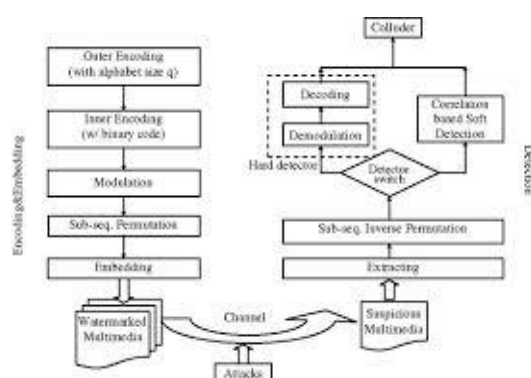 Outer Encoding
(with alphabet size q)
Inner Encoding
(w/ binary code)
Modulation
Sub-seq. Permutation
Embedding
Watermarked
Multimedia
Encoding&Embedding
Channel
Attacks
Colluder
Decoding
Demodulation
Hard detector
Correlation
based Soft
Detection
Detector
switch
Sub-seq. Inverse Permutation
Extracting
Suspicious
Multimedia